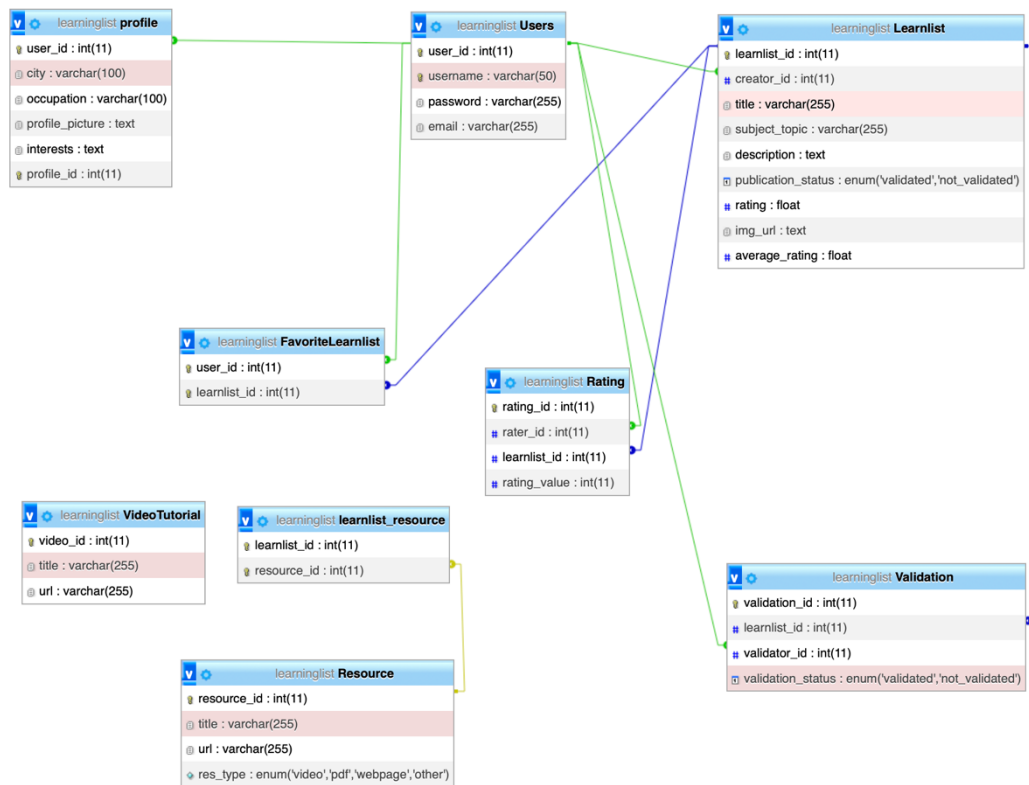 learninglist profile
user_id : int(11)
city : varchar(100)
occupation : varchar(100)
profile_picture : text
interests : text
profile_id : int(11)
learninglist Users
user_id : int(11)
username : varchar(50)
password : varchar(255)
email : varchar(255)
learninglist Learnlist
learnlist_id : int(11)
creator_id : int(11)
title : varchar(255)
subject_topic : varchar(255)
description : text
publication_status : enum('validated','not_validated')
rating : float
img_url : text
average_rating : float
learninglist FavoriteLearnlist
user_id : int(11)
learnlist_id : int(11)
learninglist Rating
rating_id : int(11)
rater_id : int(11)
learnlist_id : int(11)
rating_value : int(11)
learninglist VideoTutorial
video_id : int(11)
title : varchar(255)
url : varchar(255)
learninglist learnlist_resource
learnlist_id : int(11)
resource_id : int(11)
learninglist Validation
validation_id : int(11)
learnlist_id : int(11)
validator_id : int(11)
validation_status : enum('validated','not_validated')
learninglist Resource
resource_id : int(11)
title : varchar(255)
url : varchar(255)
res_type : enum('video','pdf','webpage','other')